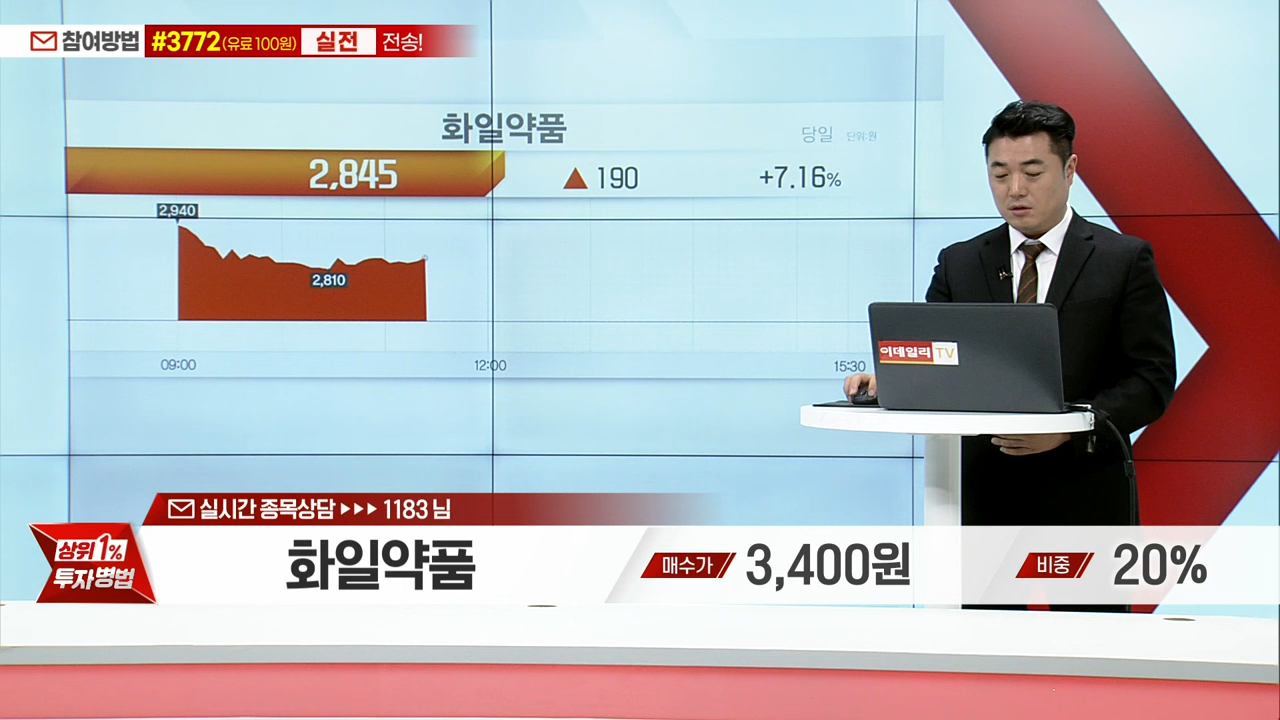 참여방법 #3772(유료 100원) 실전 전송!
화일약품
당일 단위:원
2,845 ▲ 190 +7.16%
2,940
2,810
09:00 12:00 15:30
이데일리 TV
실시간 종목상담 ▶▶▶ 1183 님
상위 1%
투자병법
화일약품 매수가 3,400원 비중 20%